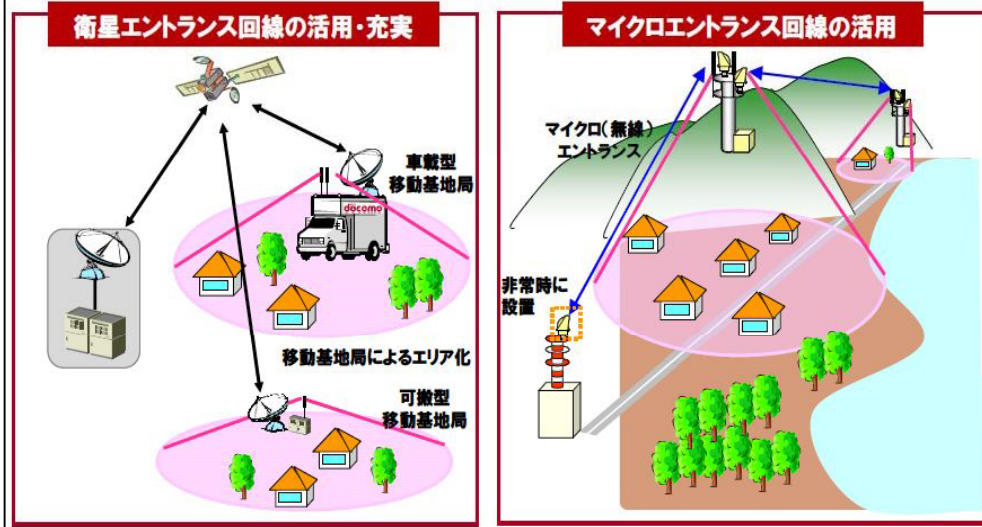 衛星エントランス回線の活用・充実
車載型
移動基地局
docomo
移動基地局によるエリア化
可搬型
移動基地局
マイクロエントランス回線の活用
マイクロ(無線)
エントランス
非常時に
設置